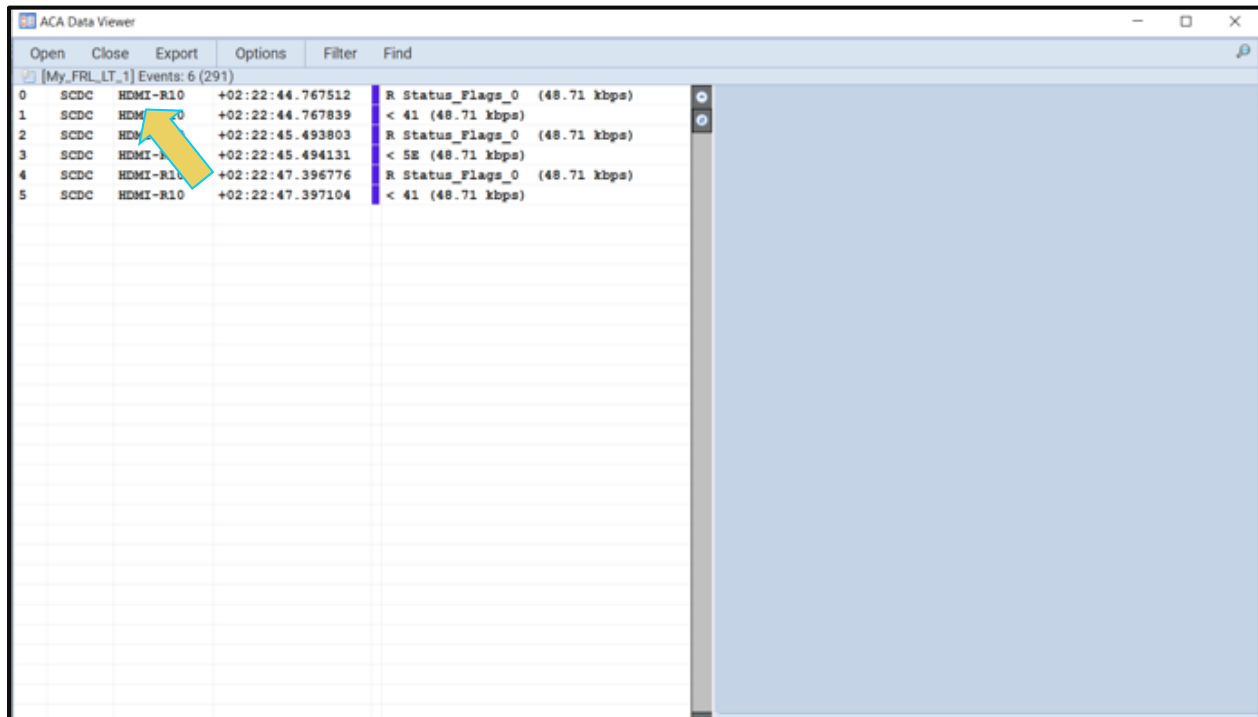 ACA Data Viewer
Open Close Export Options Filter Find
[My_FRL_LT_1] Events: 6 (291)
0 SCDC HDMI-R10 +02:22:44.767512 R Status_Flags_0 (48.71 kbps)
1 SCDC +02:22:44.767839 < 41 (48.71 kbps)
2 SCDC +02:22:45.493803 R Status_Flags_0 (48.71 kbps)
3 SCDC +02:22:45.494131 < 5E (48.71 kbps)
4 SCDC HDMI-R10 +02:22:47.396776 R Status_Flags_0 (48.71 kbps)
5 SCDC HDMI-R10 +02:22:47.397104 < 41 (48.71 kbps)